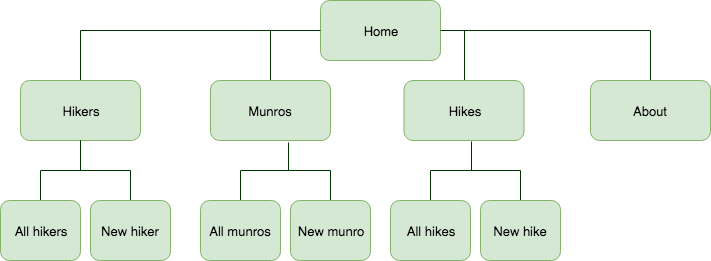 Home
Hikers
Munros
Hikes
About
All hikers
New hiker
All munros
New munro
All hikes
New hike